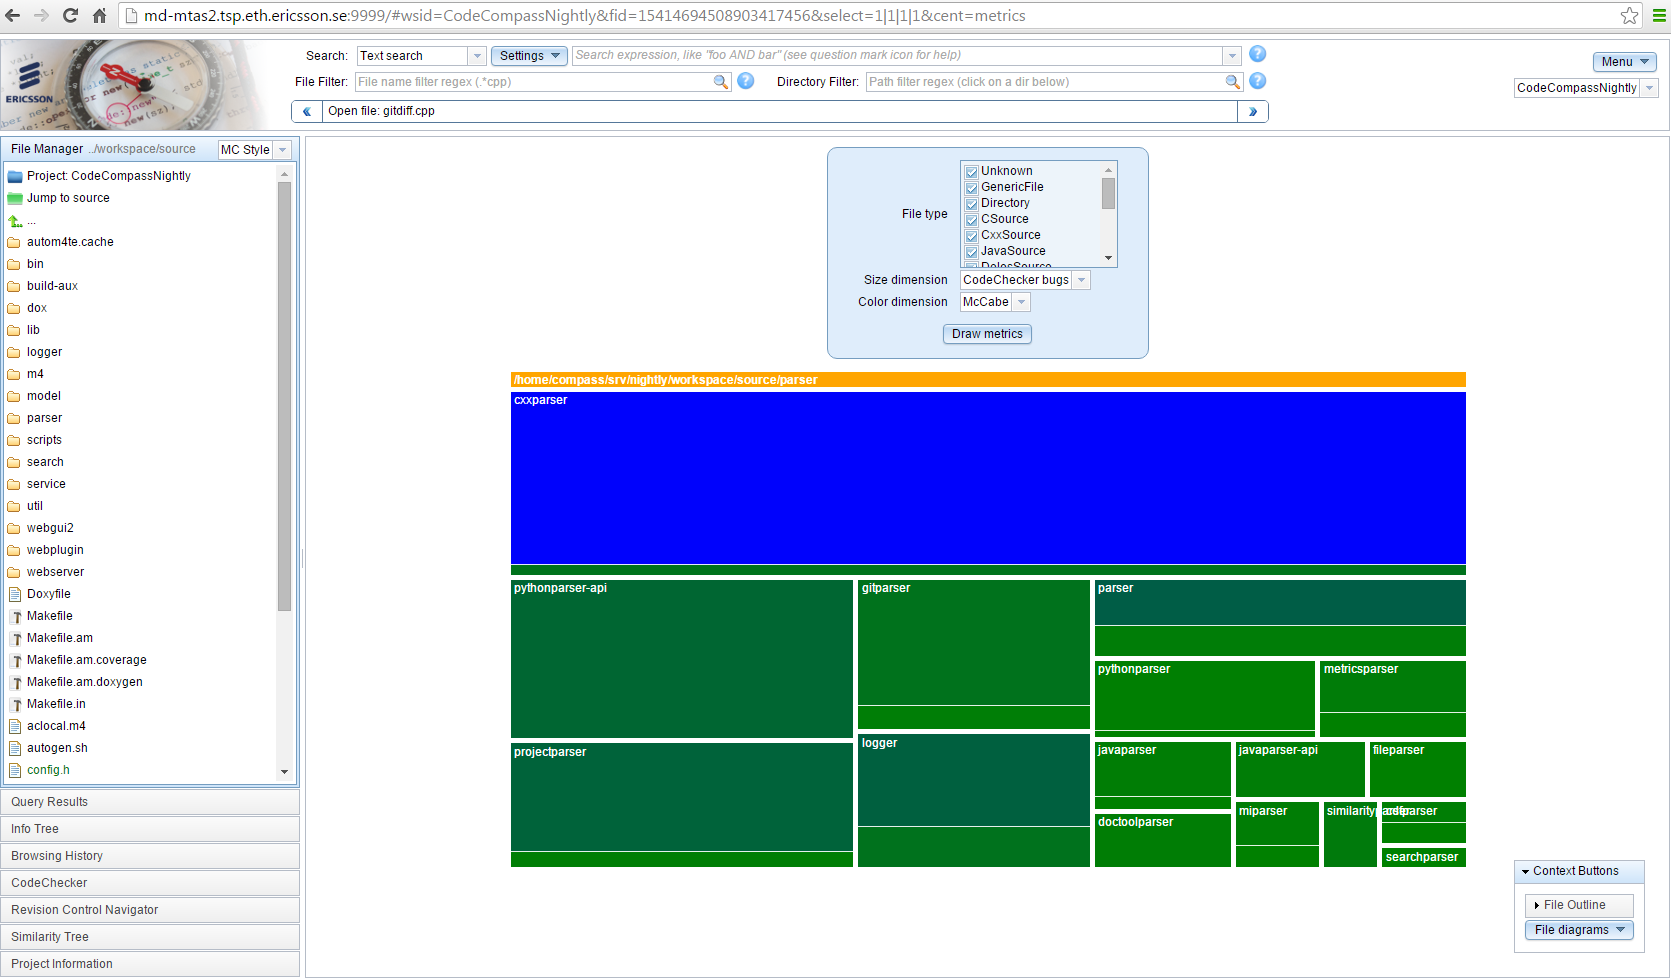 md-mtas2.tsp.eth.ericsson.se:9999/#wsid=CodeCompassNightly&fid=15414694508903417456&select=1|1|1|1&cent=metrics
ERICSSON
Search: Text search Settings Search expression, like "foo AND bar" (see question mark icon for help) ?
Menu
File Filter: File name filter regex (.*cpp) ? Directory Filter: Path filter regex (click on a dir below) ?
CodeCompassNightly
« Open file: gitdiff.cpp »
File Manager ../workspace/source MC Style
Project: CodeCompassNightly
Jump to source
...
autom4te.cache
bin
build-aux
dox
lib
logger
m4
model
parser
scripts
search
service
util
webgui2
webplugin
webserver
Doxyfile
Makefile
Makefile.am
Makefile.am.coverage
Makefile.am.doxygen
Makefile.in
aclocal.m4
autogen.sh
config.h
Query Results
Info Tree
Browsing History
CodeChecker
Revision Control Navigator
Similarity Tree
Project Information
File type
Unknown
GenericFile
Directory
CSource
CxxSource
JavaSource
DelosSource
Size dimension CodeChecker bugs
Color dimension McCabe
Draw metrics
/home/compass/srv/nightly/workspace/source/parser
cxxparser
pythonparser-api
gitparser
parser
pythonparser
metricsparser
projectparser
logger
javaparser
javaparser-api
fileparser
doctoolparser
miparser
searchparser
Context Buttons
File Outline
File diagrams